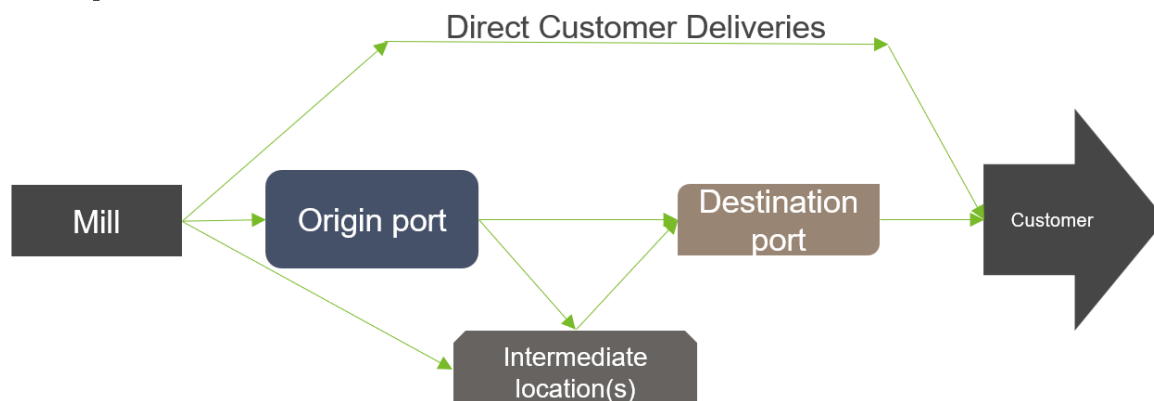 Direct Customer Deliveries
Mill
Origin port
Destination
port
Customer
Intermediate
location(s)